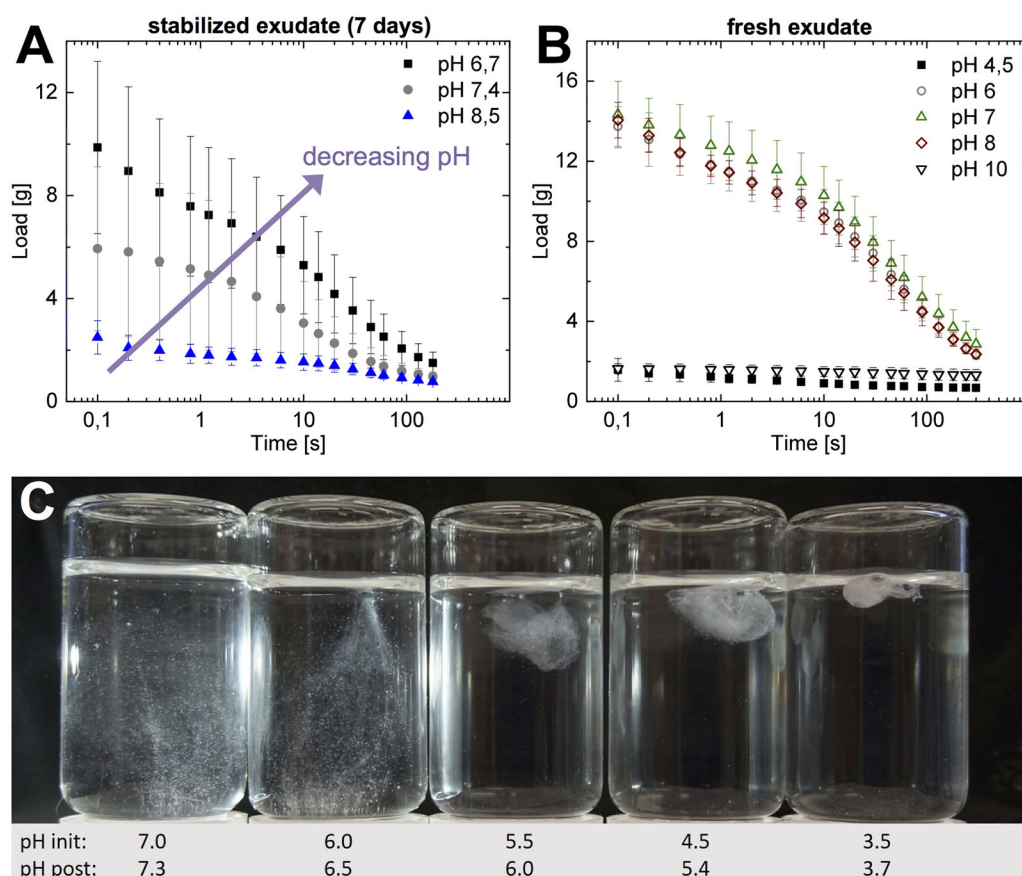 A
stabilized exudate (7 days)
12
8
4
0
Load [g]
pH 6,7
pH 7,4
pH 8,5
decreasing pH
0,1
1
10
100
Time [s]
B
fresh exudate
16
12
8
4
0
Load [g]
pH 4,5
pH 6
pH 7
pH 8
pH 10
0,1
1
10
100
Time [s]
C
pH init: 7.0 6.0 5.5 4.5 3.5
pH post: 7.3 6.5 6.0 5.4 3.7